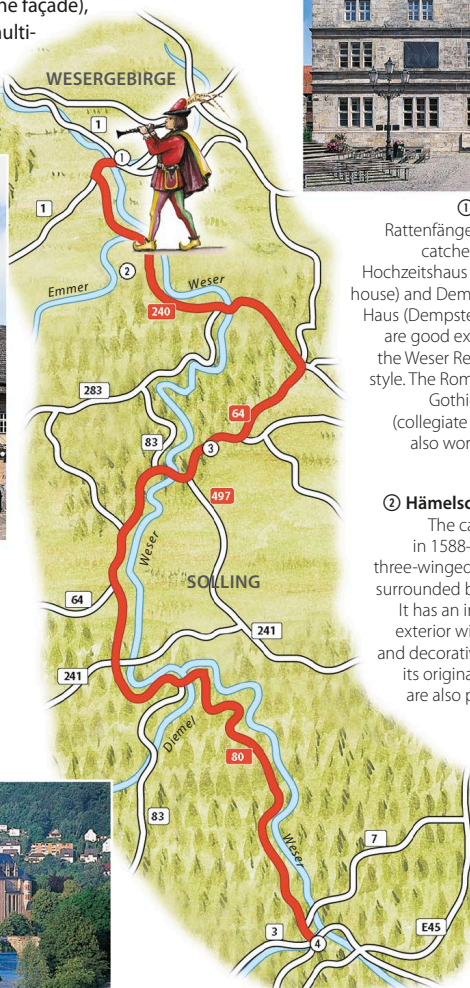 ne façade),
multi-
WESERGEBIRGE
1
①
1
②
Emmer
Weser
240
283
64
83
③
497
Weser
SOLLING
64
241
241
Diemel
80
83
Weser
7
3
④
E45
①
Rattenfänge
catche
Hochzeitshaus
house) and Dem
Haus (Dempste
are good ex
the Weser Re
style. The Rom
Gothi
(collegiate
also wor
② Hämelsc
The ca
in 1588-
three-winged
surrounded b
It has an i
exterior wi
and decorativ
its origina
are also p